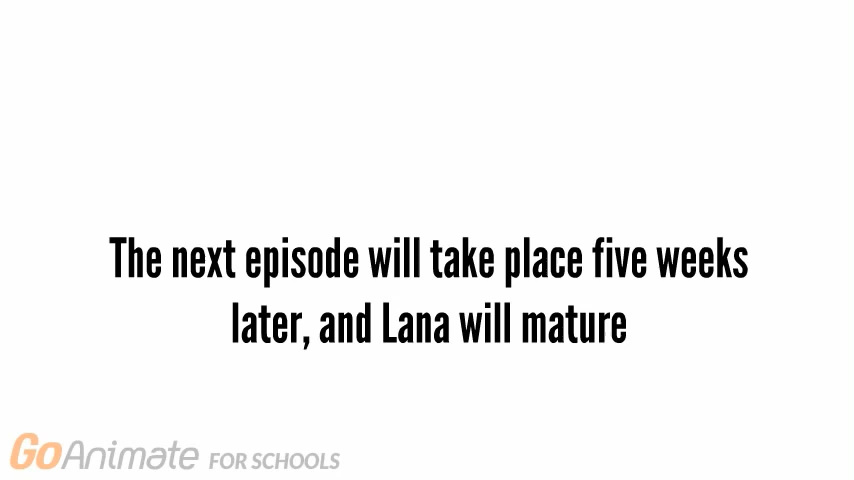 The next episode will take place five weeks
later, and Lana will mature
GoAnimate FOR SCHOOLS